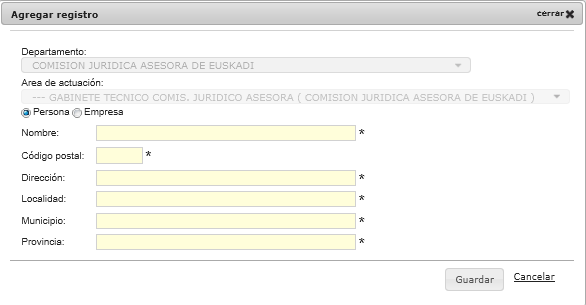 Agregar registro cerrar
Departamento:
COMISION JURIDICA ASESORA DE EUSKADI
Area de actuación:
--- GABINETE TECNICO COMIS. JURIDICO ASESORA ( COMISION JURIDICA ASESORA DE EUSKADI )
Persona Empresa
Nombre: *
Código postal: *
Dirección: *
Localidad: *
Municipio: *
Provincia: *
Guardar Cancelar